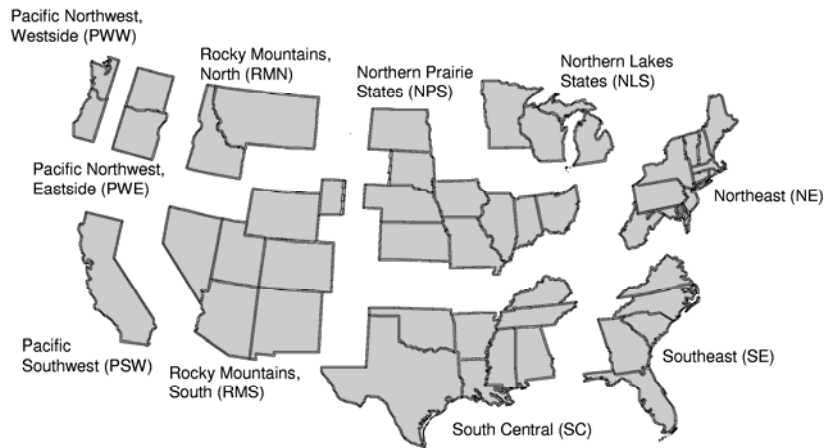 Pacific Northwest,
Westside (PWW)
Rocky Mountains,
North (RMN)
Northern Prairie
States (NPS)
Northern Lakes
States (NLS)
Pacific Northwest,
Eastside (PWE)
Northeast (NE)
Pacific
Southwest (PSW)
Rocky Mountains,
South (RMS)
Southeast (SE)
South Central (SC)